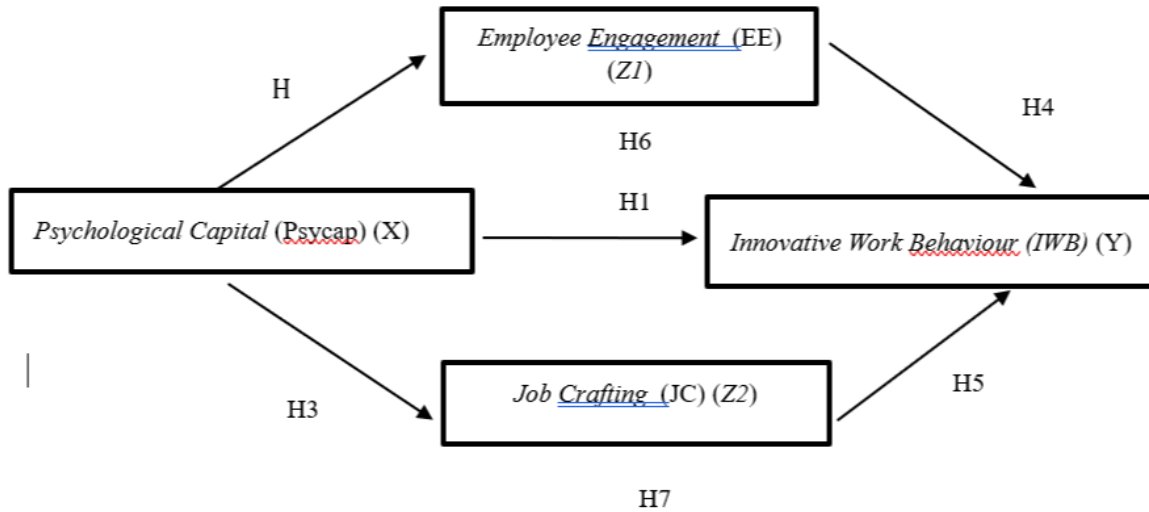 Employee Engagement (EE)
(Z1)
H
H4
H6
H1
Psychological Capital (Psycap) (X)
Innovative Work Behaviour (IWB) (Y)
Job Crafting (JC) (Z2)
H5
H3
H7